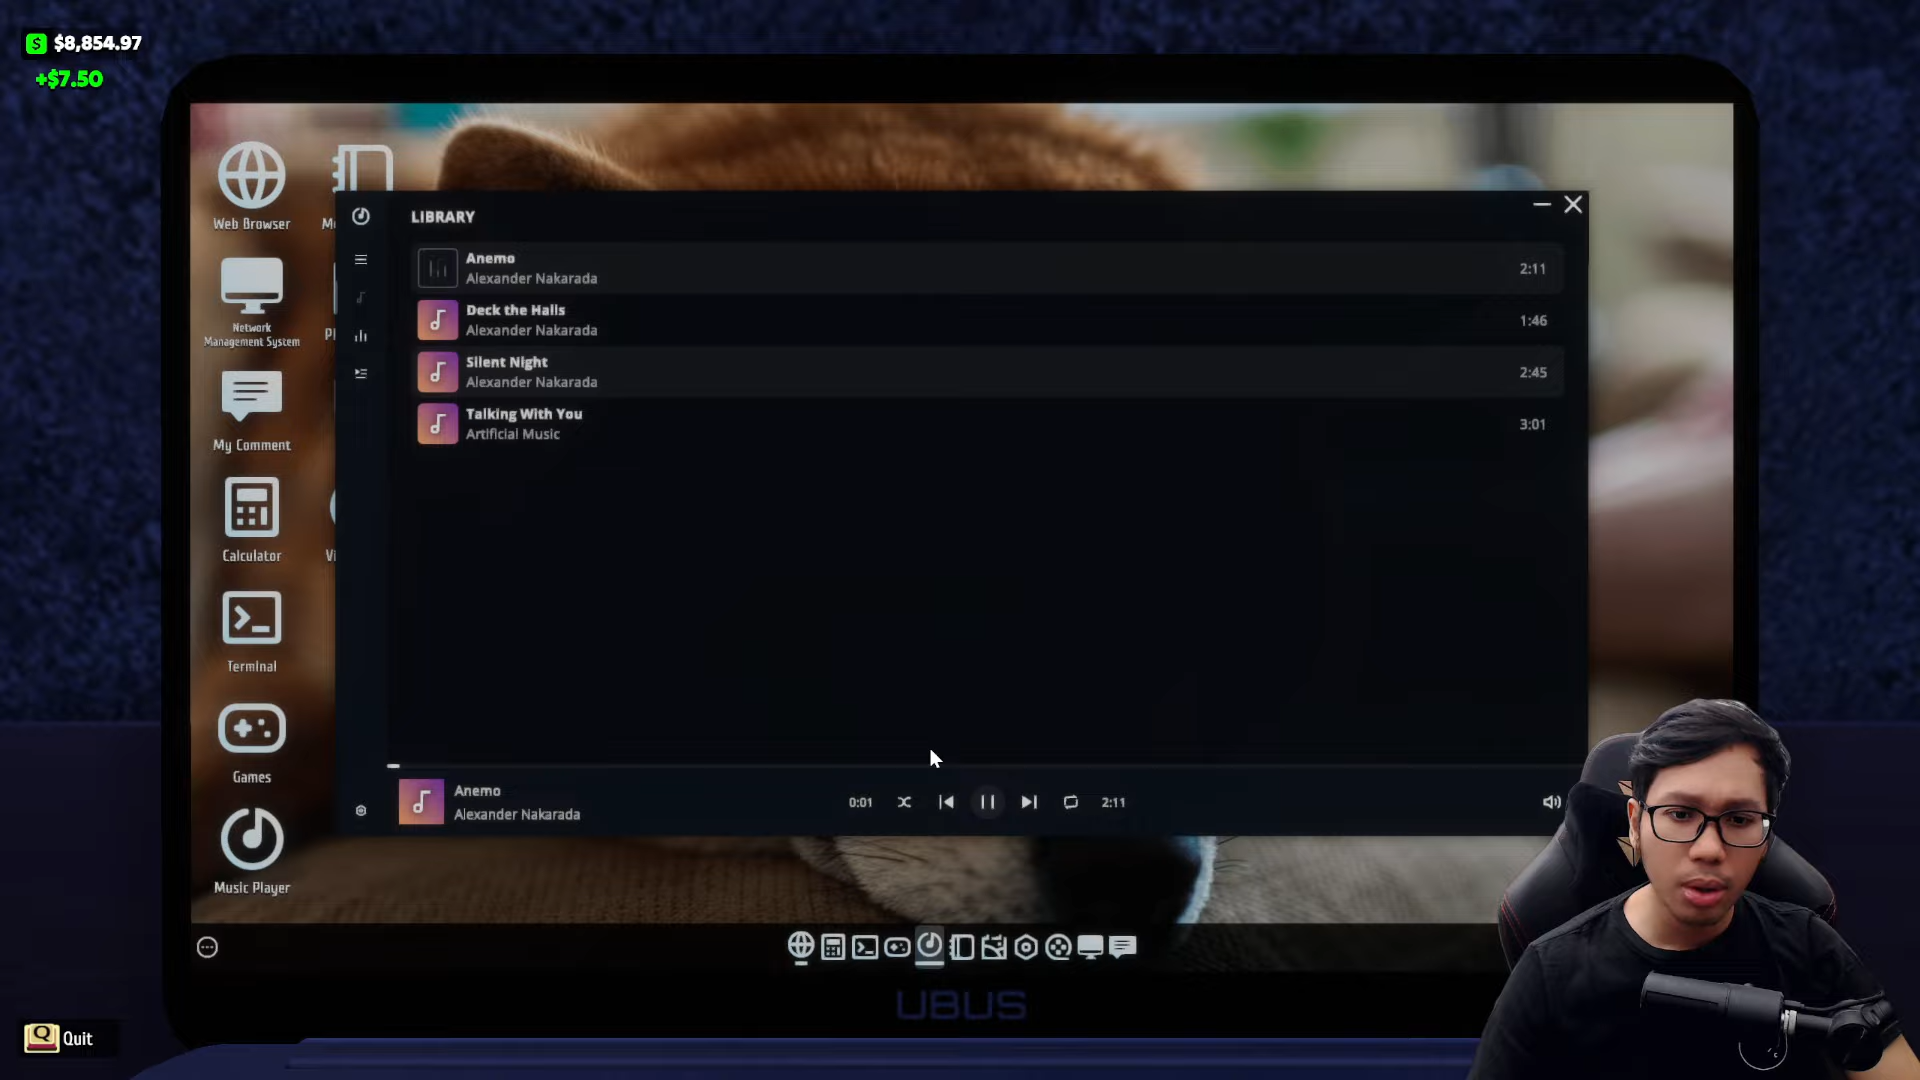 $ $8,854.97
+$7.50
Web Browser
Network
Management System
My Comment
Calculator
Terminal
Games
Music Player
LIBRARY
Anemo
Alexander Nakarada
2:11
Deck the Halls
Alexander Nakarada
1:46
Silent Night
Alexander Nakarada
2:45
Talking With You
Artificial Music
3:01
Anemo
Alexander Nakarada
0:01
2:11
UBUS
Q Quit